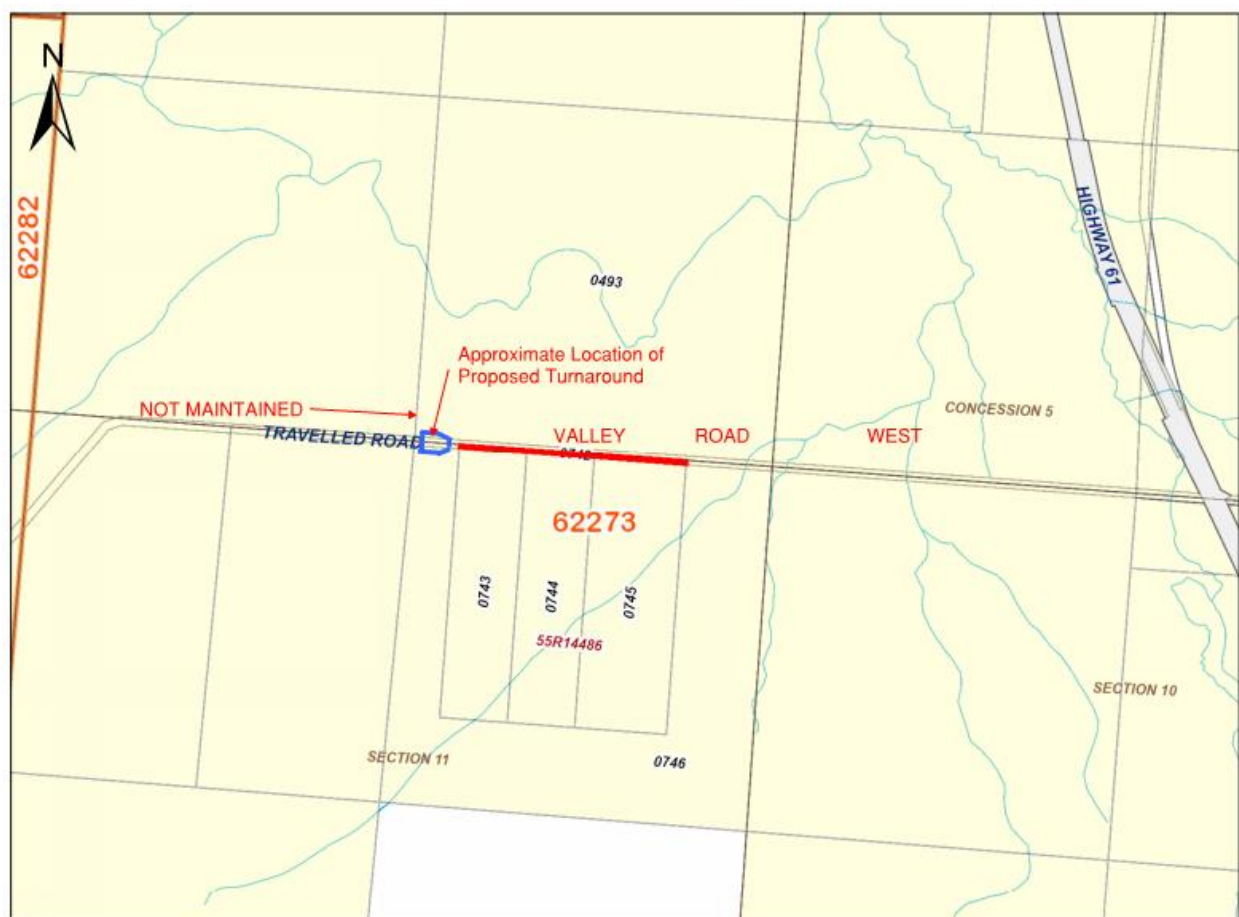 N
62282
HIGHWAY 61
0493
Approximate Location of
Proposed Turnaround
NOT MAINTAINED
CONCESSION 5
TRAVELLED ROAD
VALLEY ROAD WEST
62273
0743
0744
0745
55R14486
SECTION 10
SECTION 11
0746